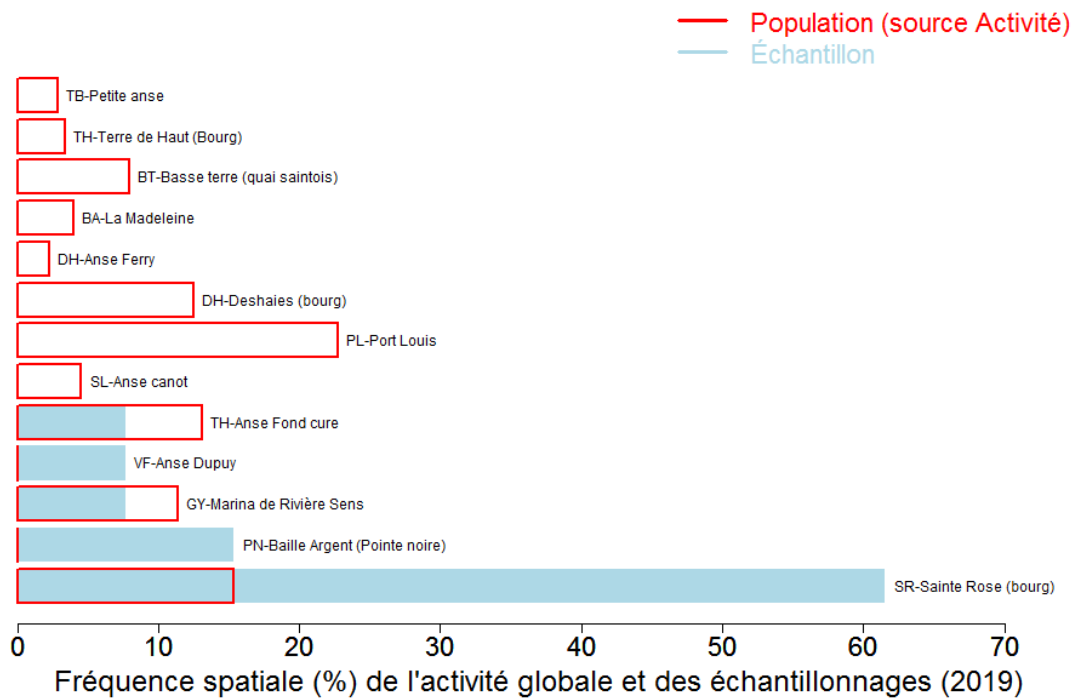 Population (source Activité)
Échantillon
TB-Petite anse
TH-Terre de Haut (Bourg)
BT-Basse terre (quai saintois)
BA-La Madeleine
DH-Anse Ferry
DH-Deshaies (bourg)
PL-Port Louis
SL-Anse canot
TH-Anse Fond cure
VF-Anse Dupuy
GY-Marina de Rivière Sens
PN-Baille Argent (Pointe noire)
SR-Sainte Rose (bourg)
0 10 20 30 40 50 60 70
Fréquence spatiale (%) de l'activité globale et des échantillonnages (2019)